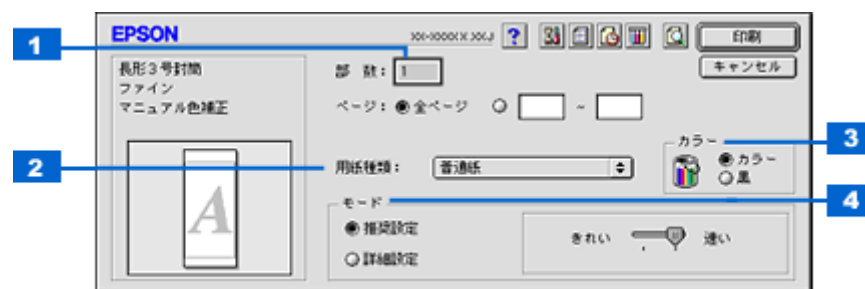 EPSON
XX-XXXX(X.XX)J
?
印刷
キャンセル
1
長形3号封筒
ファイン
マニュアル色補正
部 数: 1
ページ: 全ページ ~
2
用紙種類: 普通紙
カラー
カラー
黒
3
4
A
モード
推奨設定
詳細設定
きれい 速い